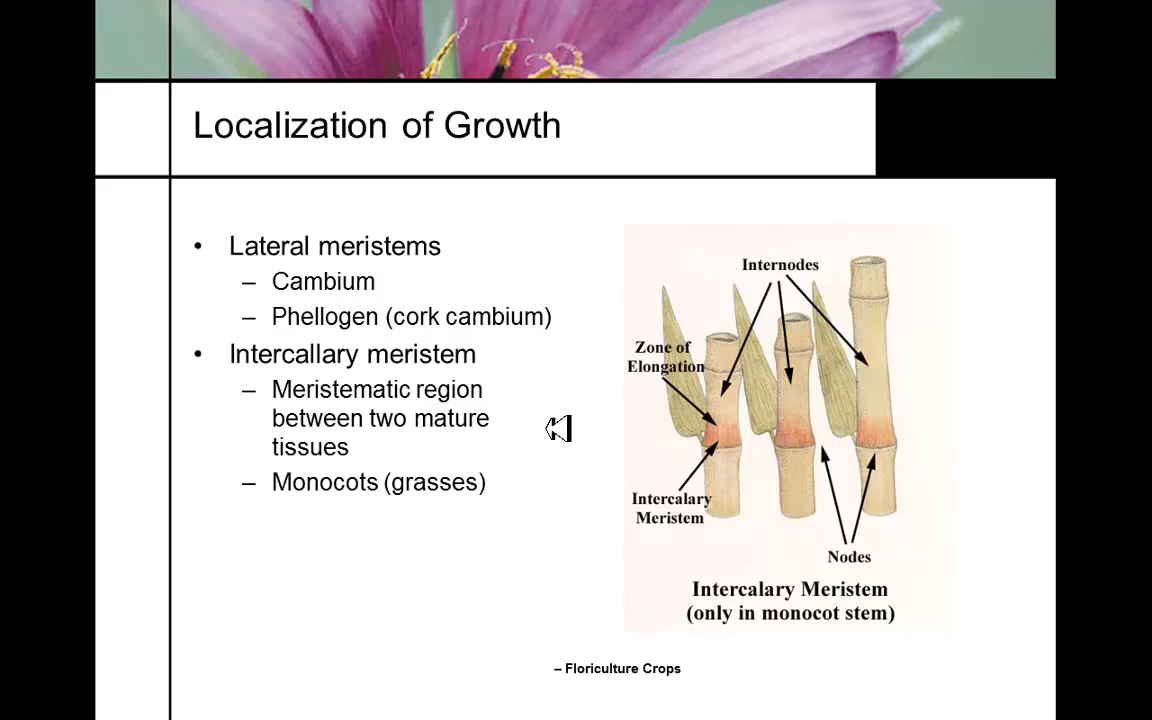 Localization of Growth
• Lateral meristems
– Cambium
– Phellogen (cork cambium)
• Intercallary meristem
– Meristematic region
between two mature
tissues
– Monocots (grasses)
Internodes
Zone of
Elongation
Intercalary
Meristem
Nodes
Intercalary Meristem
(only in monocot stem)
– Floriculture Crops